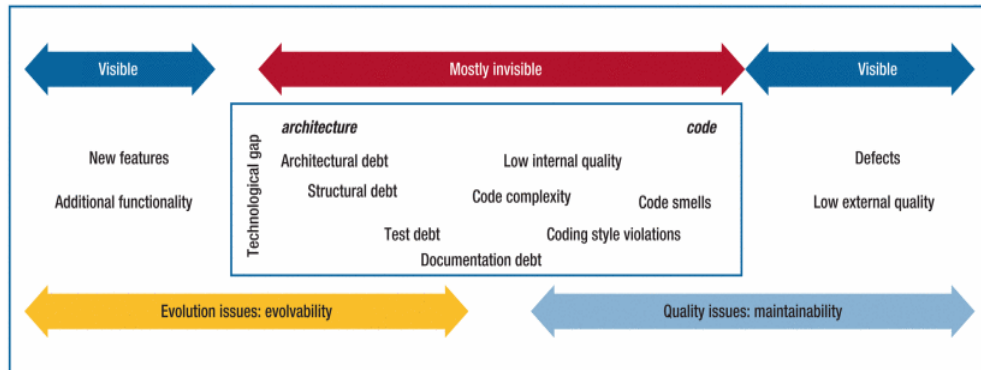 Visible
Mostly invisible
Visible
Technological gap
architecture
code
New features
Architectural debt
Low internal quality
Defects
Additional functionality
Structural debt
Code complexity
Code smells
Low external quality
Test debt
Coding style violations
Documentation debt
Evolution issues: evolvability
Quality issues: maintainability